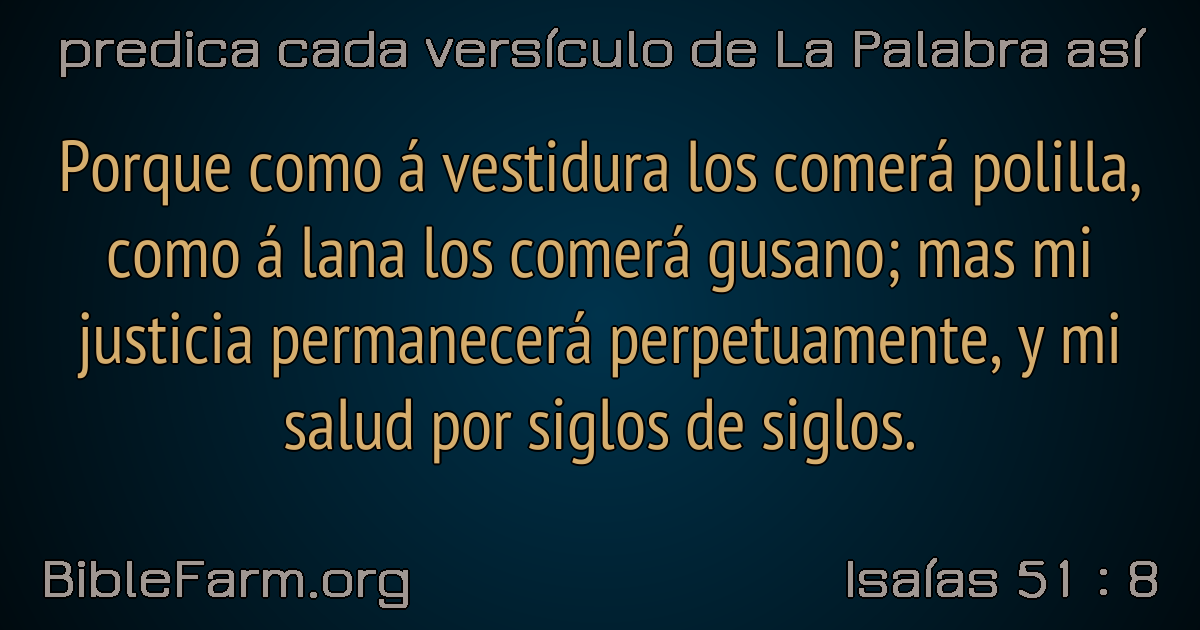 predica cada versículo de La Palabra así
Porque como á vestidura los comerá polilla,
como á lana los comerá gusano; mas mi
justicia permanecerá perpetuamente, y mi
salud por siglos de siglos.
BibleFarm.org
Isaías 51 : 8